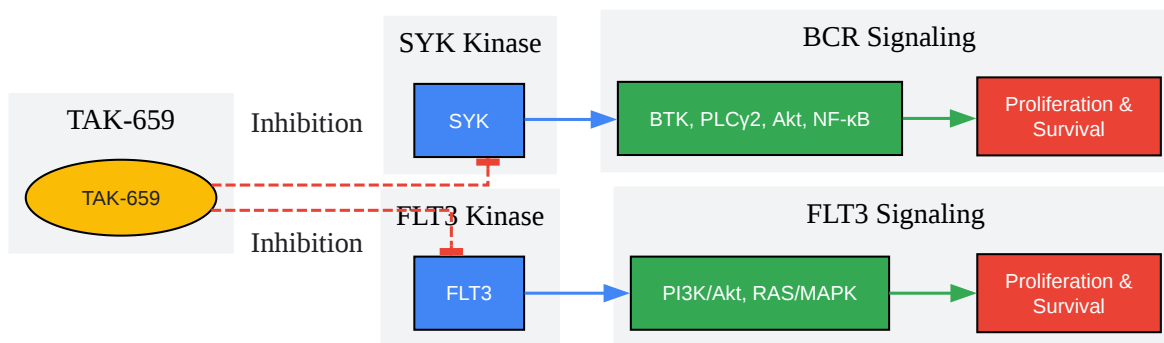 TAK-659
TAK-659
Inhibition
Inhibition
SYK Kinase
SYK
BCR Signaling
BTK, PLCγ2, Akt, NF-κB
Proliferation &
Survival
FLT3 Kinase
FLT3
FLT3 Signaling
PI3K/Akt, RAS/MAPK
Proliferation &
Survival